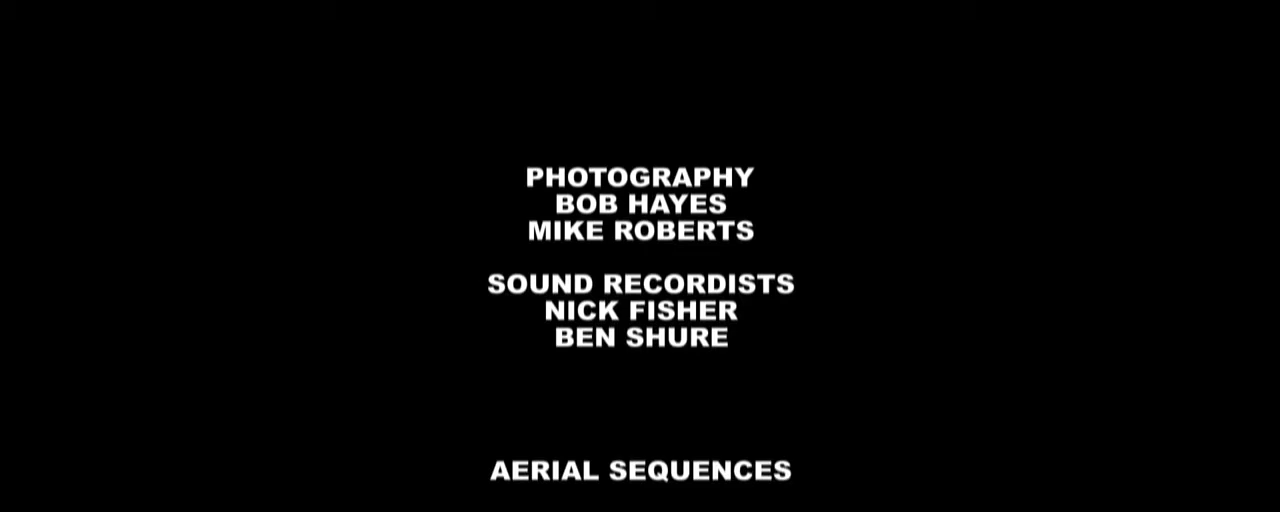 PHOTOGRAPHY
BOB HAYES
MIKE ROBERTS
SOUND RECORDISTS
NICK FISHER
BEN SHURE
AERIAL SEQUENCES